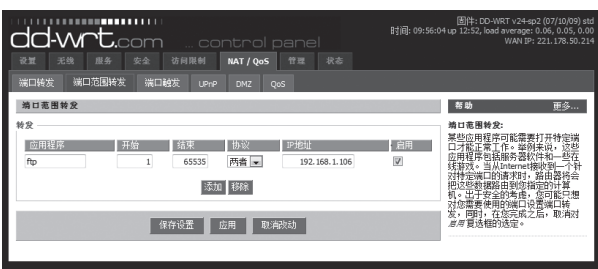 固件: DD-WRT v24-sp2 (07/10/09) std
时间: 09:56:04 up 12:52, load average: 0.06, 0.05, 0.00
WAN IP: 221.178.50.214
dd-wrt.com ... control panel
设置 无线 服务 安全 访问限制 NAT / QoS 管理 状态
端口转发 端口范围转发 端口触发 UPnP DMZ QoS
端口范围转发
转发
应用程序 开始 结束 协议 IP地址 启用
ftp 1 65535 两者 192.168.1.106
添加 移除
保存设置 应用 取消改动
帮助 更多...
端口范围转发:
某些应用程序可能需要打开特定端
口才能正常工作。举例来说，这些
应用程序包括服务器软件和一些在
线游戏。当从Internet接收到一个针
对特定端口的请求时，路由器将会
把这些数据路由到您指定的计算
机。出于安全的考虑，您可能只想
对您需要使用的端口设置端口转
发，同时，在您完成之后，取消对
启用 复选框的选定。